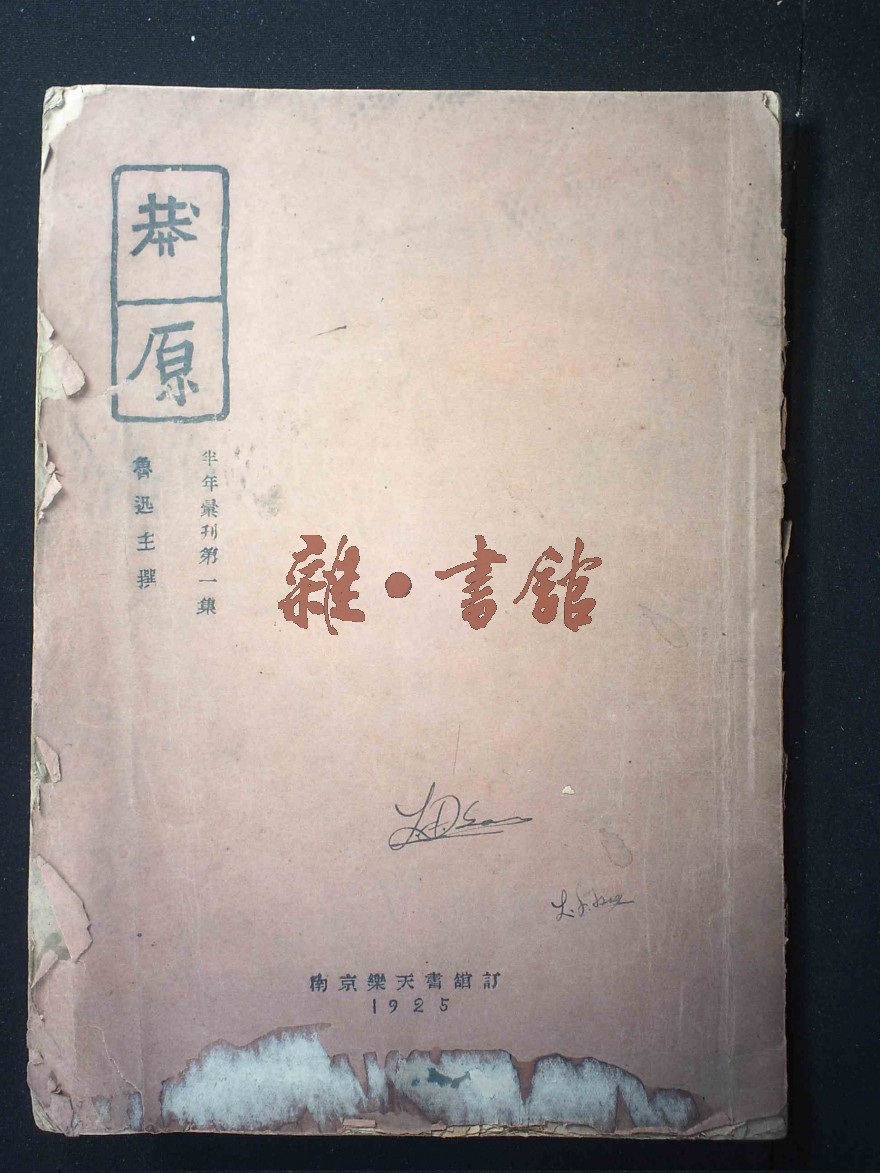 莽
原
半年彙刊第一集
魯迅主撰
雜·書館
南京樂天書館訂
1925